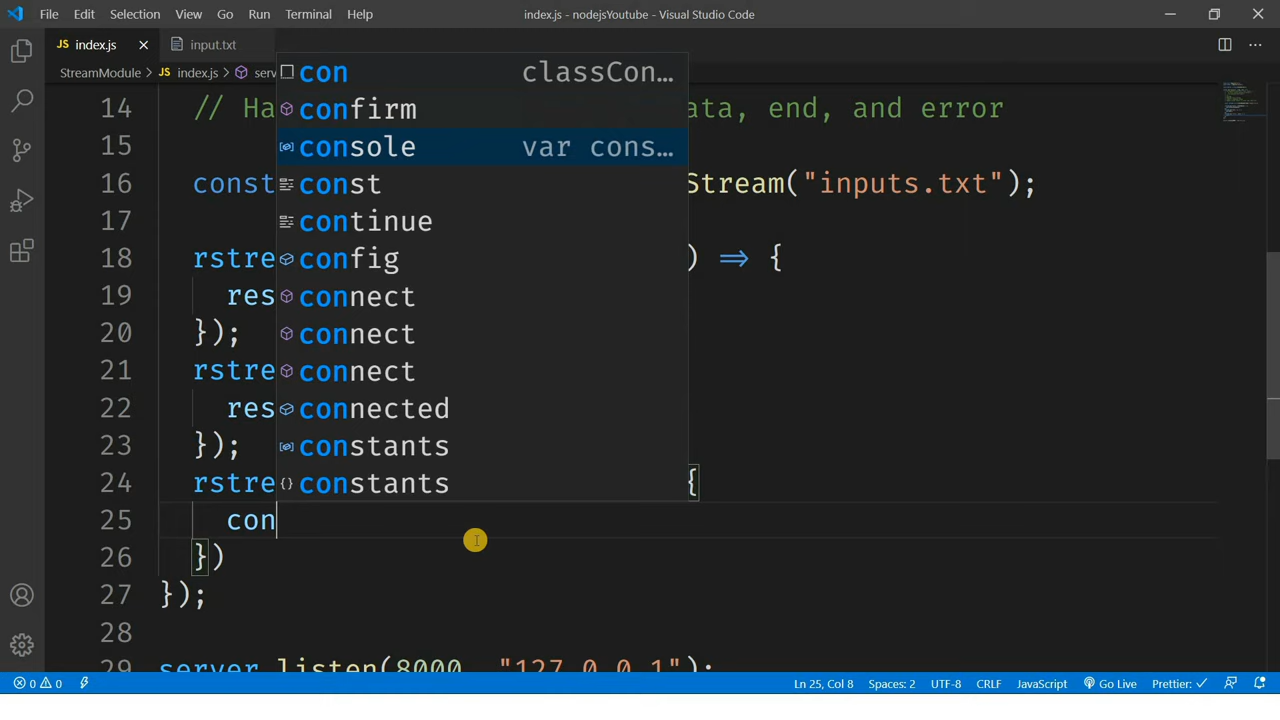 File Edit Selection View Go Run Terminal Help index.js - nodejsYoutube - Visual Studio Code
JS index.js input.txt
StreamModule > JS index.js > serv
con classCon…
14 // Ha ata, end, and error
confirm
15
console var cons…
16 const Stream("inputs.txt");
const
17
continue
18 rstre ) => {
config
19 res
connect
20 });
connect
21 rstre
connect
22 res
connected
23 });
constants
24 rstre {
constants
25 con
26 })
27 });
28
29 server.listen(8000, "127.0.0.1");
0 0 Ln 25, Col 8 Spaces: 2 UTF-8 CRLF JavaScript Go Live Prettier: ✓